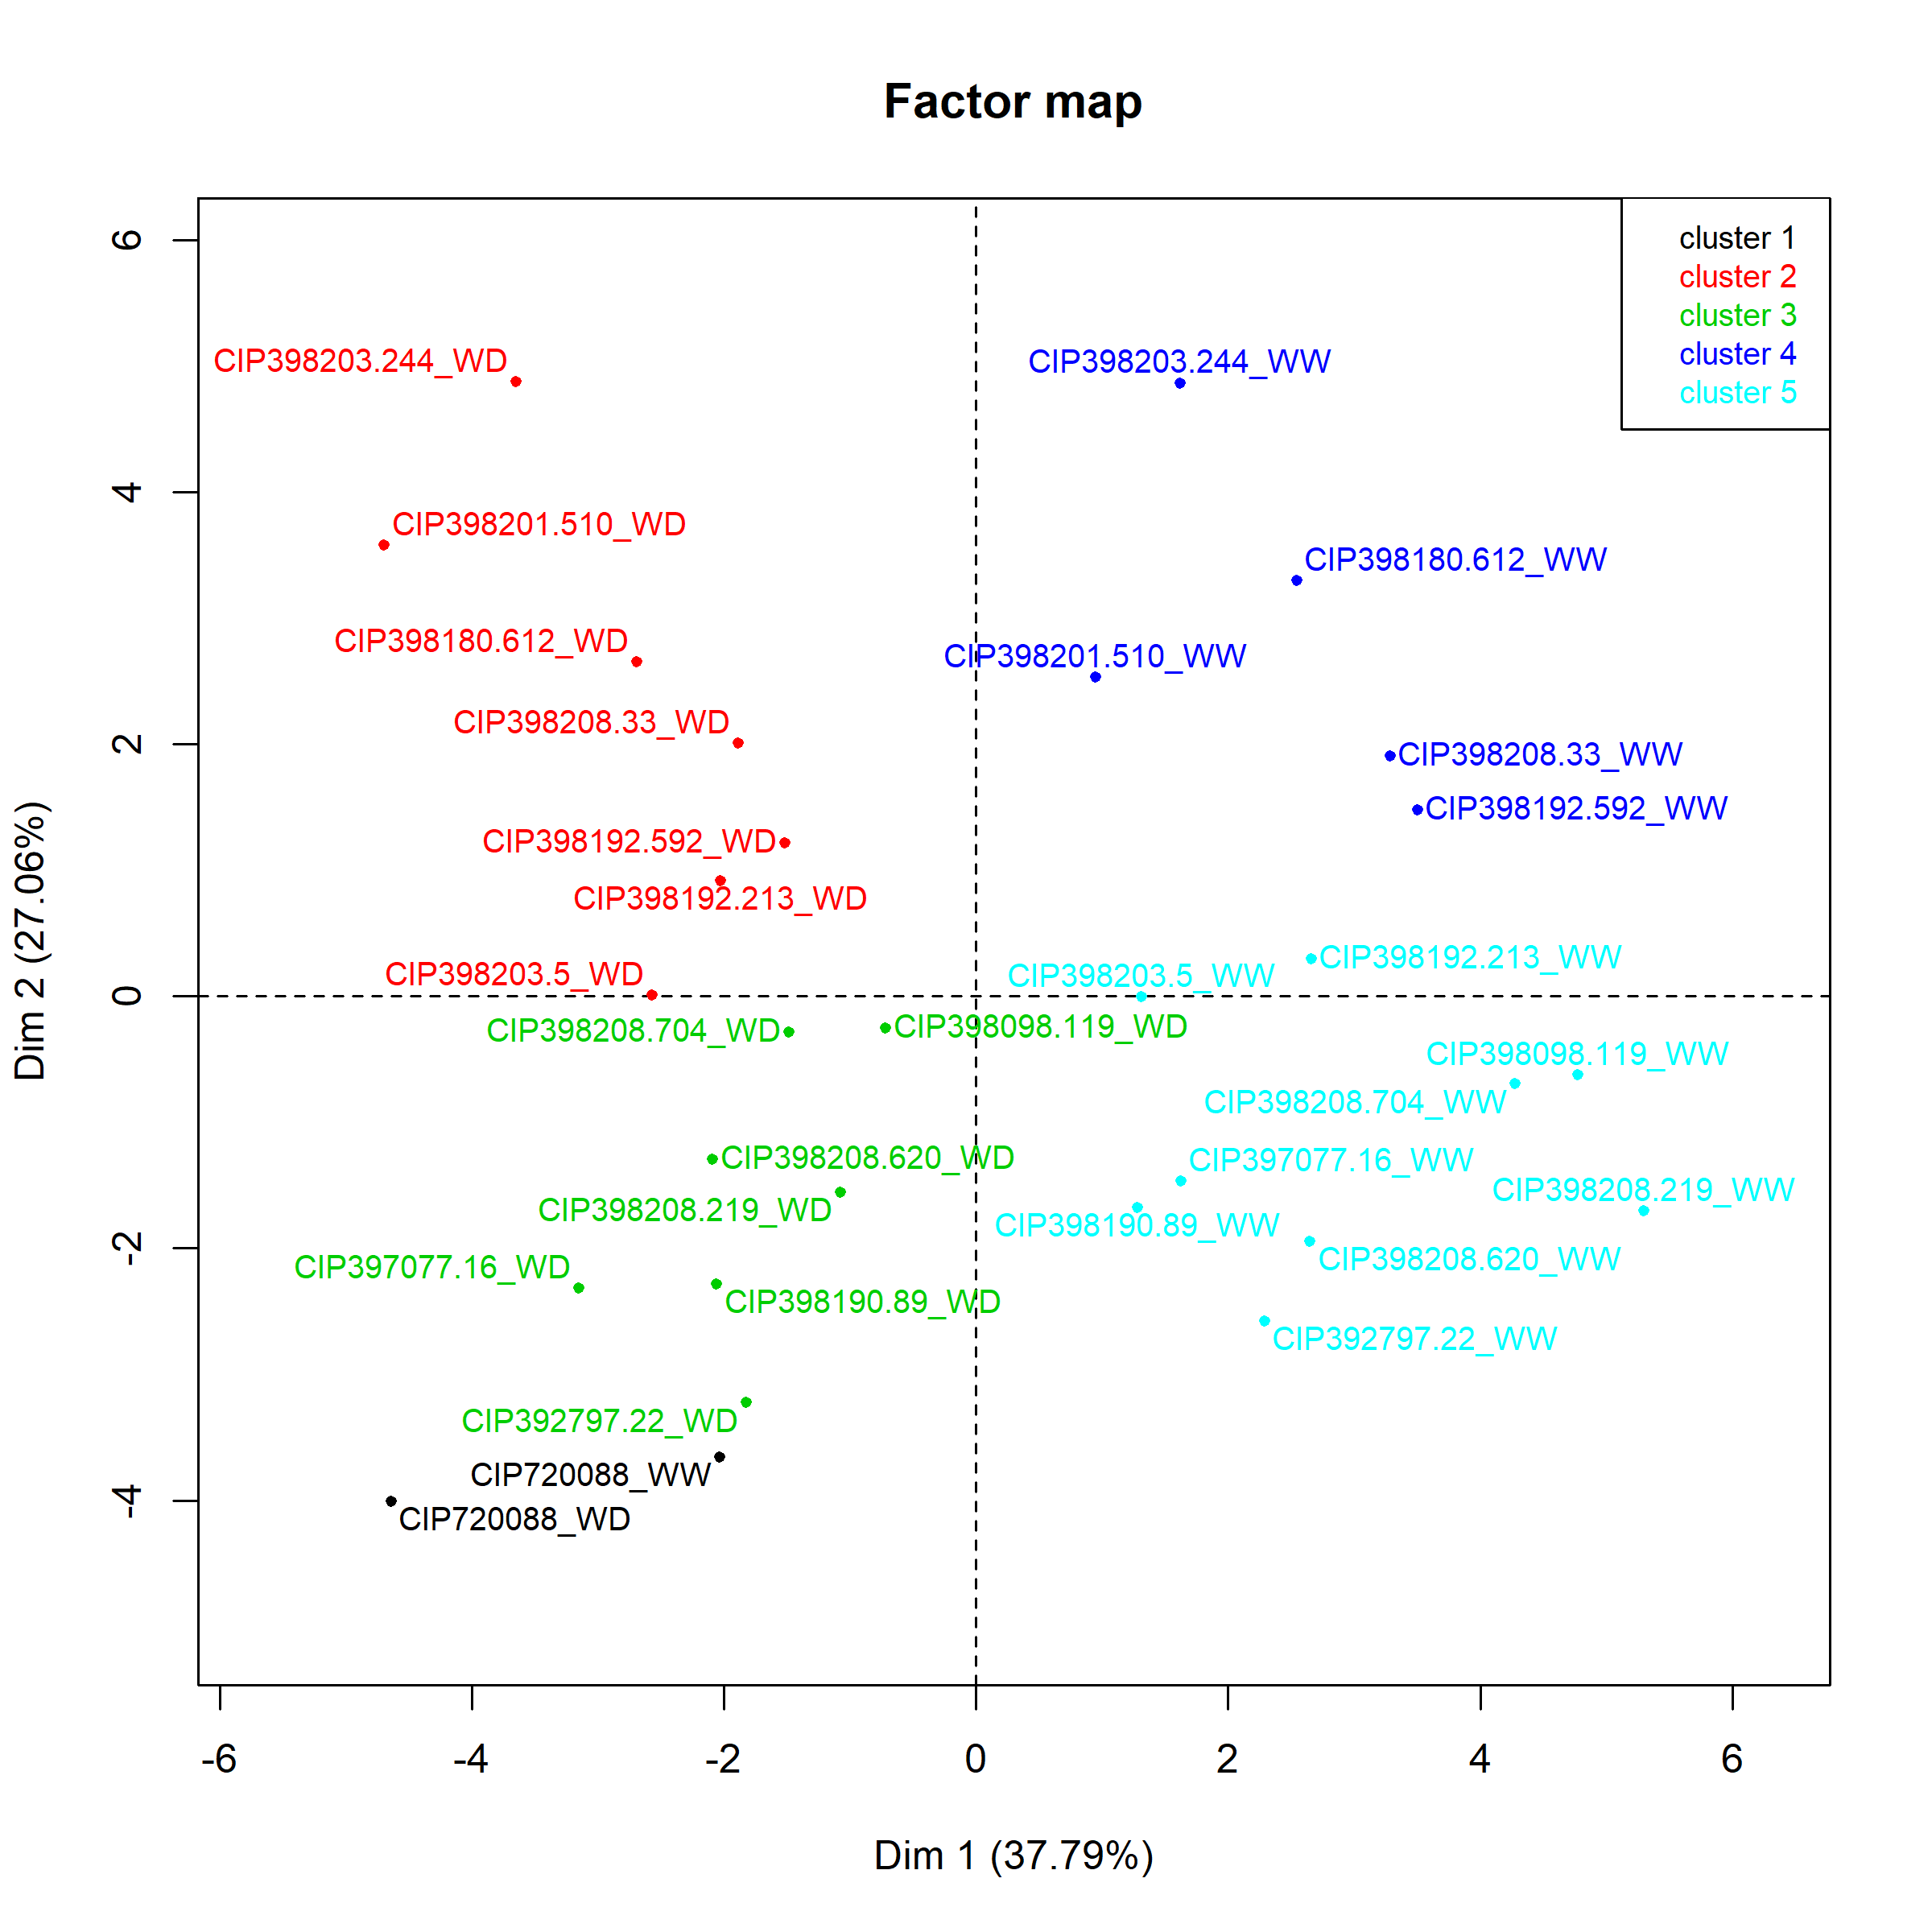 Factor map
6
cluster 1
cluster 2
cluster 3
cluster 4
cluster 5
CIP398203.244_WD
CIP398203.244_WW
4
CIP398201.510_WD
CIP398180.612_WW
CIP398180.612_WD
CIP398201.510_WW
CIP398208.33_WD
2
CIP398208.33_WW
CIP398192.592_WW
CIP398192.592_WD
CIP398192.213_WD
CIP398192.213_WW
CIP398203.5_WD
CIP398203.5_WW
0
CIP398208.704_WD
CIP398098.119_WD
CIP398098.119_WW
CIP398208.704_WW
CIP398208.620_WD
CIP397077.16_WW
CIP398208.219_WW
CIP398208.219_WD
CIP398190.89_WW
-2
CIP398208.620_WW
CIP397077.16_WD
CIP398190.89_WD
CIP392797.22_WW
CIP392797.22_WD
CIP720088_WW
-4
CIP720088_WD
Dim 2 (27.06%)
-6 -4 -2 0 2 4 6
Dim 1 (37.79%)